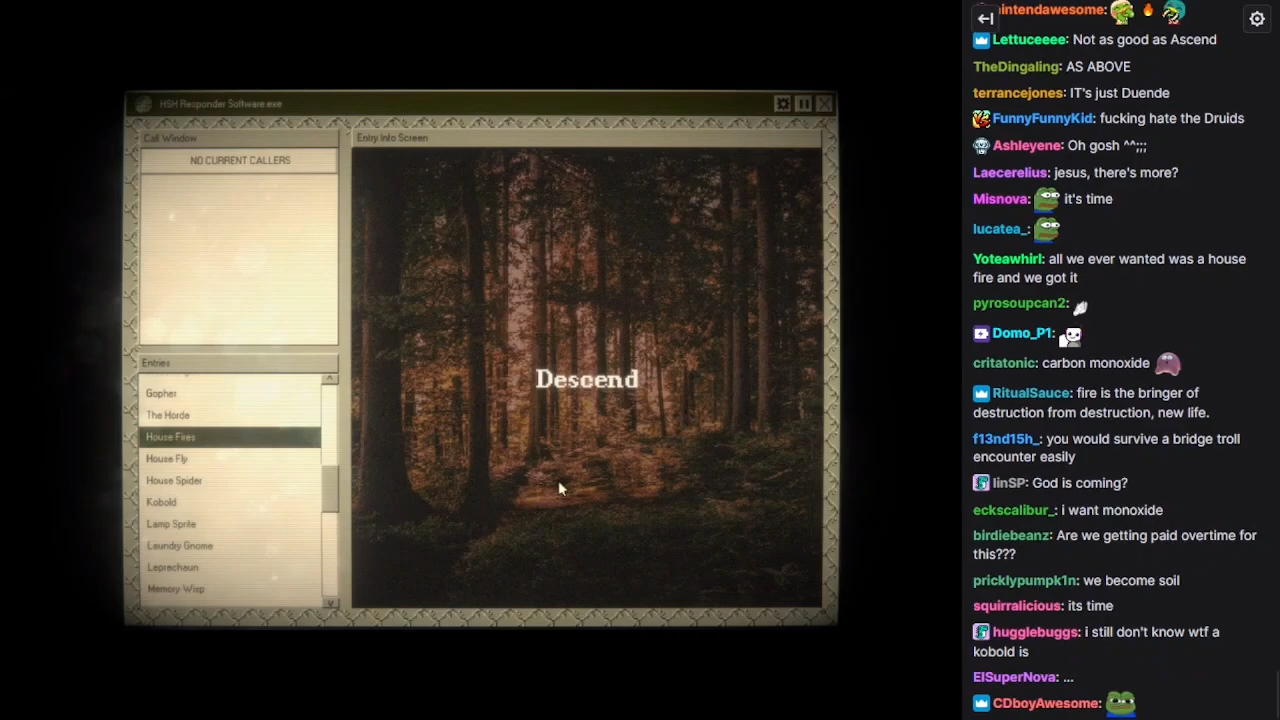 HSH Responder Software.exe
Call Window
NO CURRENT CALLERS
Entries
Gopher
The Horde
House Fires
House Fly
House Spider
Kobold
Lamp Sprite
Laundry Gnome
Leprechaun
Memory Wisp
Entry Info Screen
Descend
intendawesome:
Lettuceeee: Not as good as Ascend
TheDingaling: AS ABOVE
terrancejones: IT's just Duende
FunnyFunnyKid: fucking hate the Druids
Ashleyene: Oh gosh ^^;;;
Laecerelius: jesus, there's more?
Misnova: it's time
lucatea_:
Yoteawhirl: all we ever wanted was a house
fire and we got it
pyrosoupcan2:
Domo_P1:
critatonic: carbon monoxide
RitualSauce: fire is the bringer of
destruction from destruction, new life.
f13nd15h_: you would survive a bridge troll
encounter easily
linSP: God is coming?
eckscalibur_: i want monoxide
birdiebeanz: Are we getting paid overtime for
this???
pricklypumpk1n: we become soil
squirralicious: its time
hugglebuggs: i still don't know wtf a
kobold is
ElSuperNova: ...
CDboyAwesome: